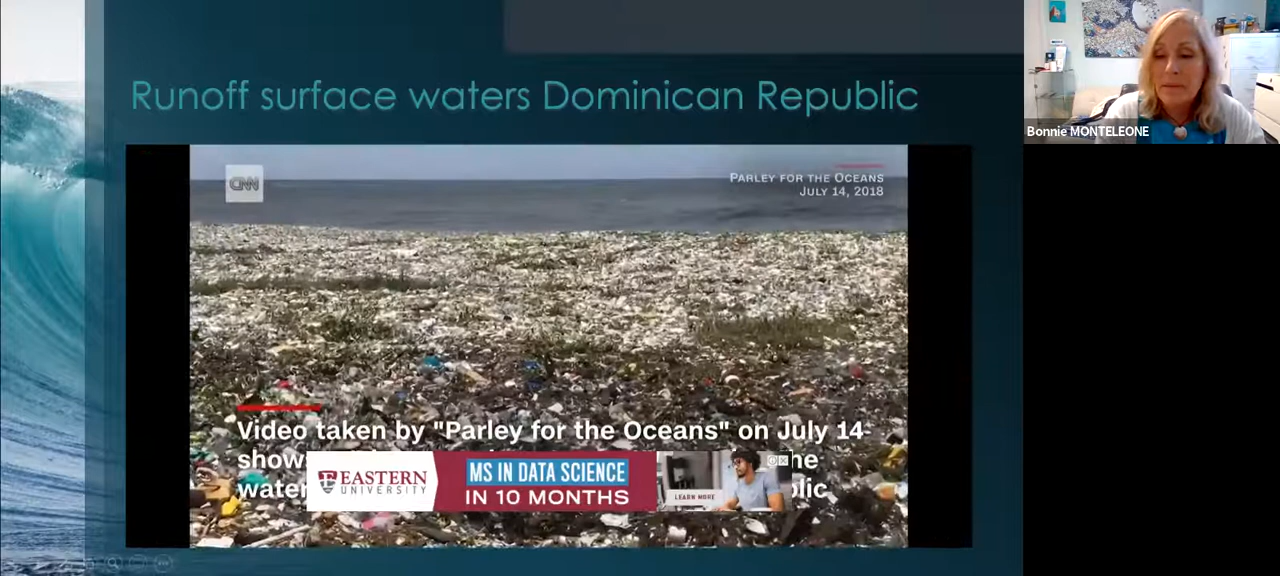 Runoff surface waters Dominican Republic
Bonnie MONTELEONE
CNN
PARLEY FOR THE OCEANS
JULY 14, 2018
Video taken by "Parley for the Oceans" on July 14
EASTERN
UNIVERSITY
MS IN DATA SCIENCE
IN 10 MONTHS
LEARN MORE